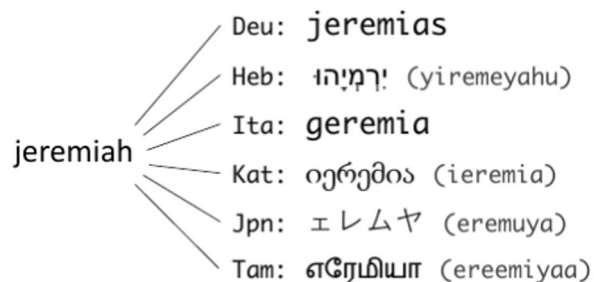 jeremiah
Deu: jeremias
Heb: יִרְמְיָהוּ (yiremeyahu)
Ita: geremia
Kat: იერემია (ieremia)
Jpn: ェレムヤ (eremuya)
Tam: எரேமியா (ereemiyaa)